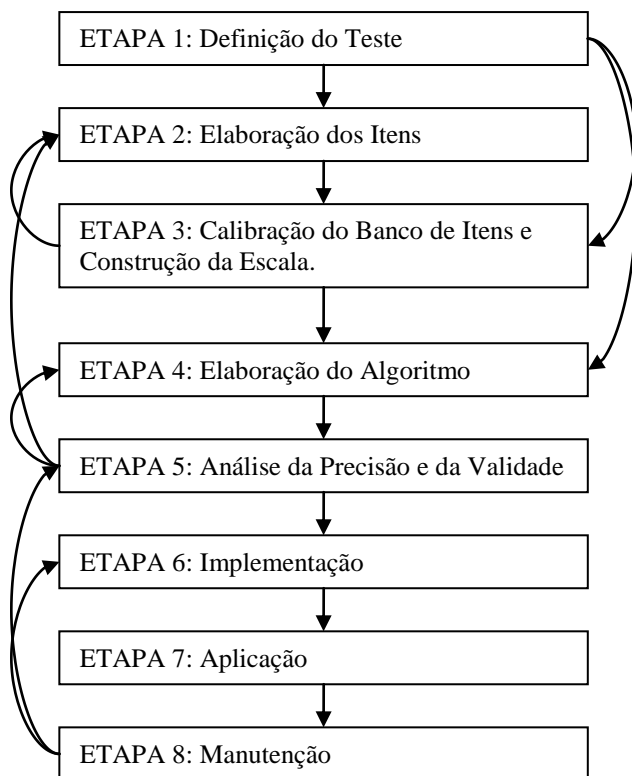 ETAPA 1: Definição do Teste
ETAPA 2: Elaboração dos Itens
ETAPA 3: Calibração do Banco de Itens e
Construção da Escala.
ETAPA 4: Elaboração do Algoritmo
ETAPA 5: Análise da Precisão e da Validade
ETAPA 6: Implementação
ETAPA 7: Aplicação
ETAPA 8: Manutenção